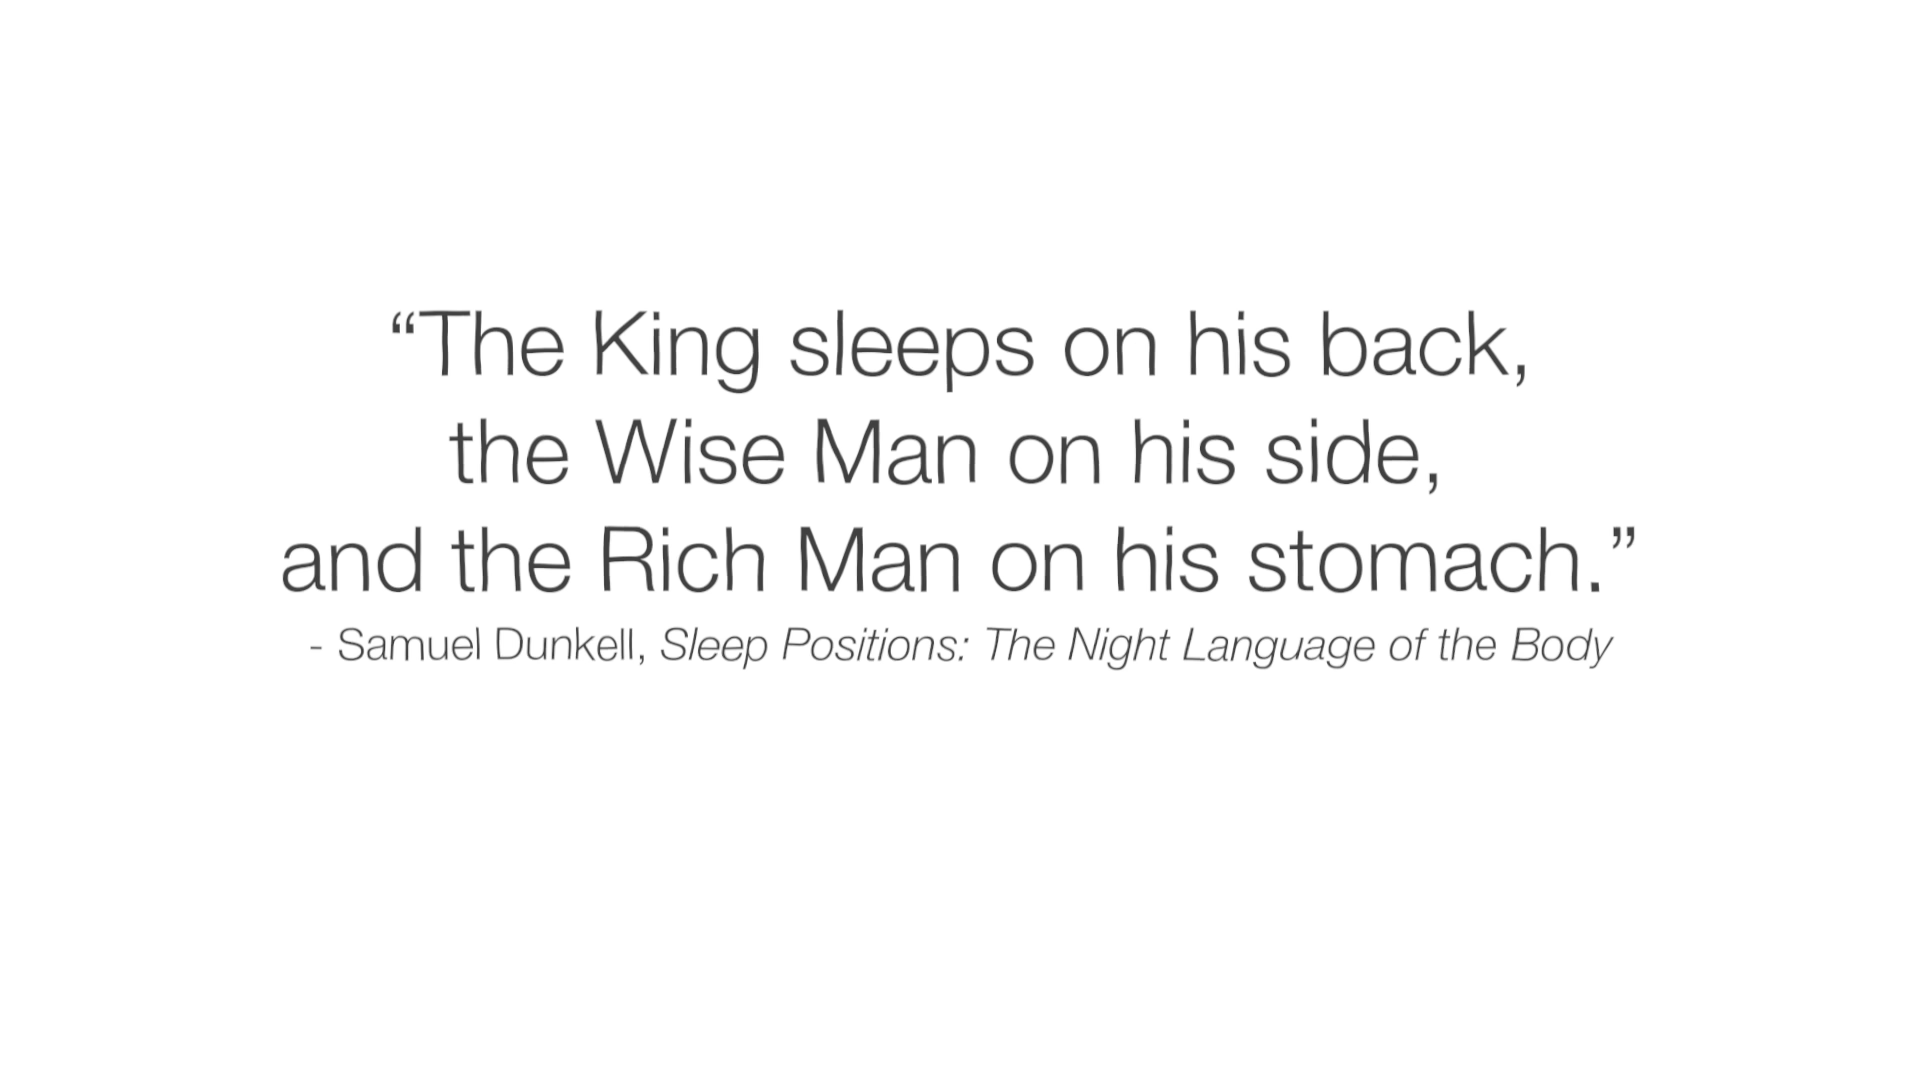 “The King sleeps on his back,
the Wise Man on his side,
and the Rich Man on his stomach.”
- Samuel Dunkell, Sleep Positions: The Night Language of the Body